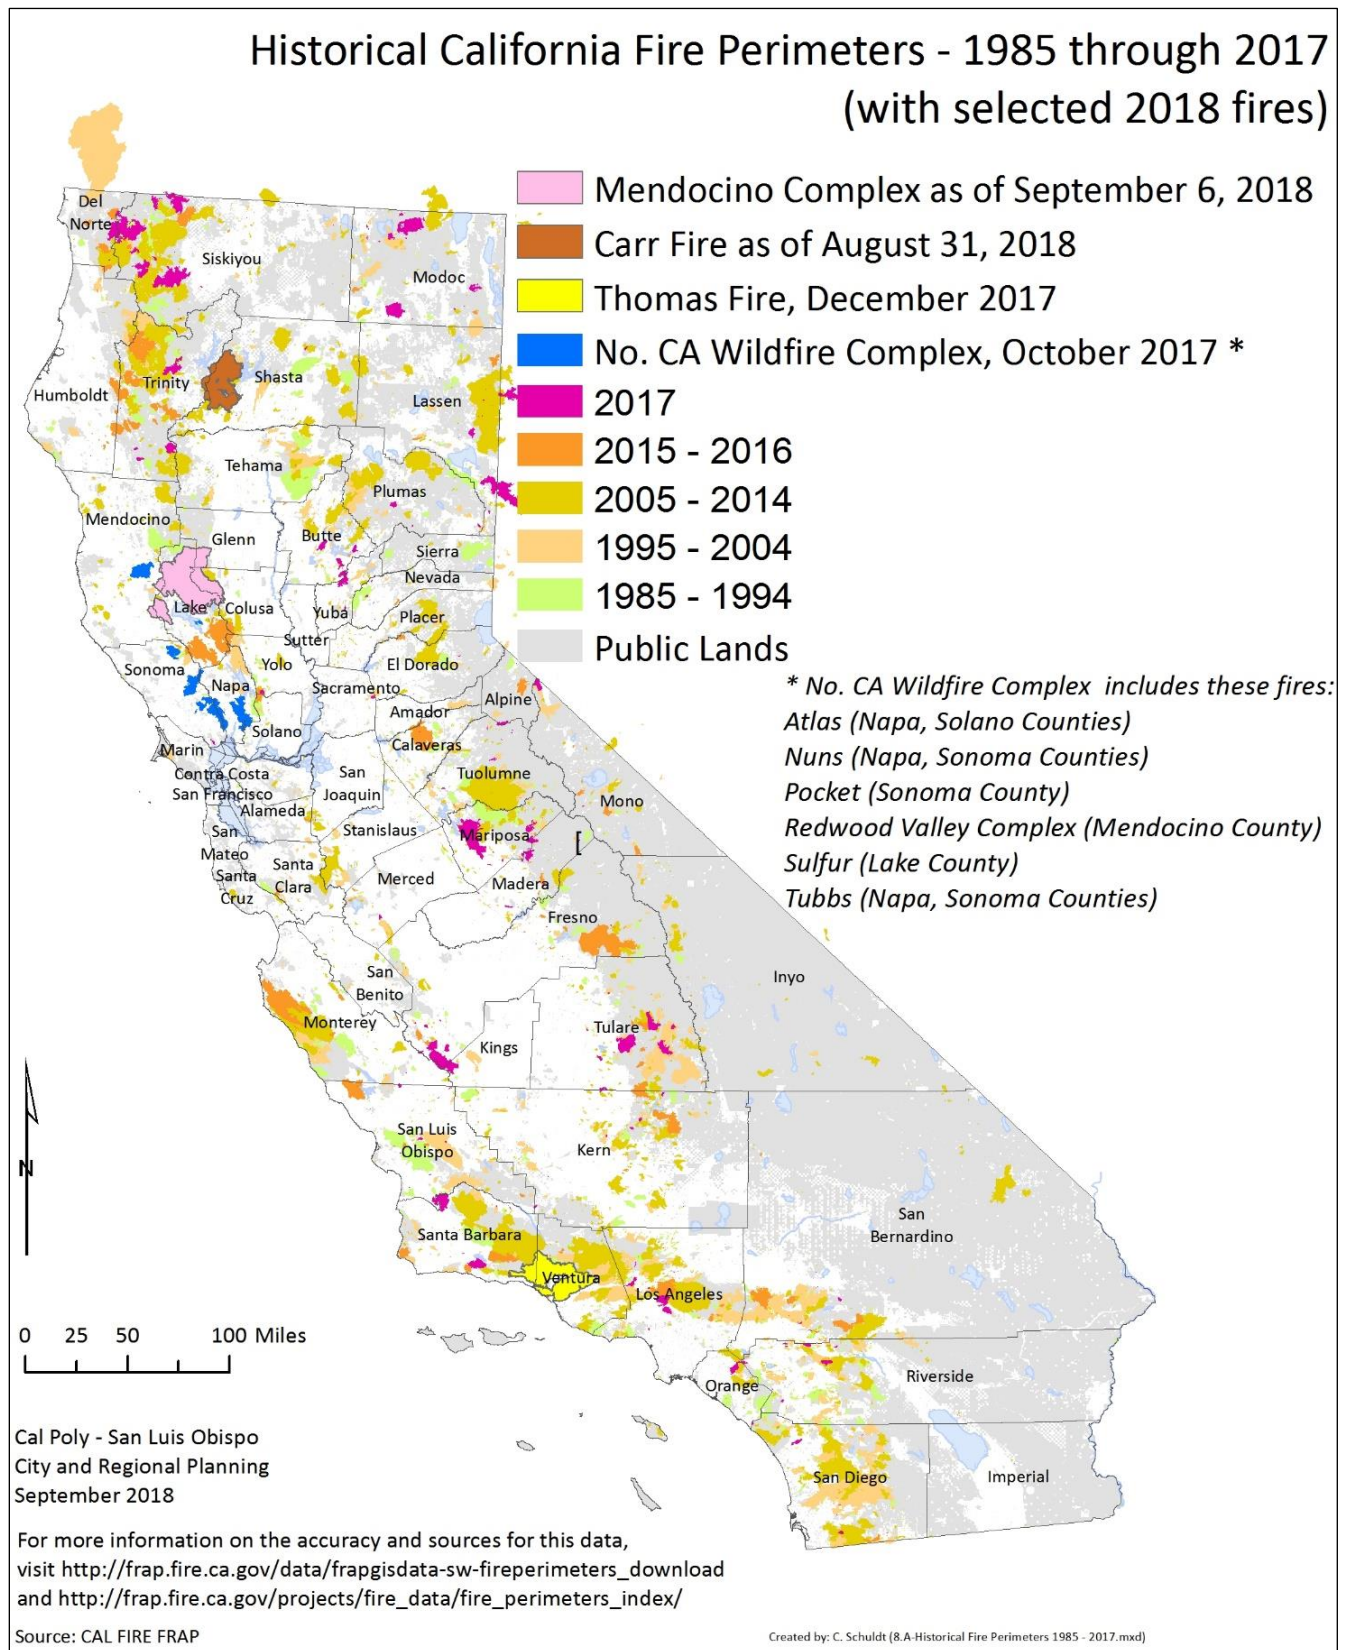 Historical California Fire Perimeters - 1985 through 2017
(with selected 2018 fires)
Mendocino Complex as of September 6, 2018
Carr Fire as of August 31, 2018
Thomas Fire, December 2017
No. CA Wildfire Complex, October 2017 *
2017
2015 - 2016
2005 - 2014
1995 - 2004
1985 - 1994
Public Lands
* No. CA Wildfire Complex  includes these fires:
Atlas (Napa, Solano Counties)
Nuns (Napa, Sonoma Counties)
Pocket (Sonoma County)
Redwood Valley Complex (Mendocino County)
Sulfur (Lake County)
Tubbs (Napa, Sonoma Counties)
Del
Norte
Siskiyou
Modoc
Humboldt
Trinity
Shasta
Lassen
Tehama
Plumas
Mendocino
Glenn
Butte
Sierra
Nevada
Lake
Colusa
Yuba
Placer
Sutter
Sonoma
Yolo
El Dorado
Napa
Sacramento
Alpine
Amador
Solano
Calaveras
Marin
Contra Costa
San
Joaquin
Tuolumne
San Francisco
Mono
Alameda
San
Mateo
Stanislaus
Mariposa
[
Santa
Clara
Santa
Cruz
Merced
Madera
Fresno
San
Benito
Inyo
Monterey
Kings
Tulare
San Luis
Obispo
Kern
San
Bernardino
Santa Barbara
Ventura
Los Angeles
Orange
Riverside
San Diego
Imperial
N
0 25 50 100 Miles
Cal Poly - San Luis Obispo
City and Regional Planning
September 2018
For more information on the accuracy and sources for this data,
visit http://frap.fire.ca.gov/data/frapgisdata-sw-fireperimeters_download
and http://frap.fire.ca.gov/projects/fire_data/fire_perimeters_index/
Source: CAL FIRE FRAP
Created by: C. Schuldt (8.A-Historical Fire Perimeters 1985 - 2017.mxd)